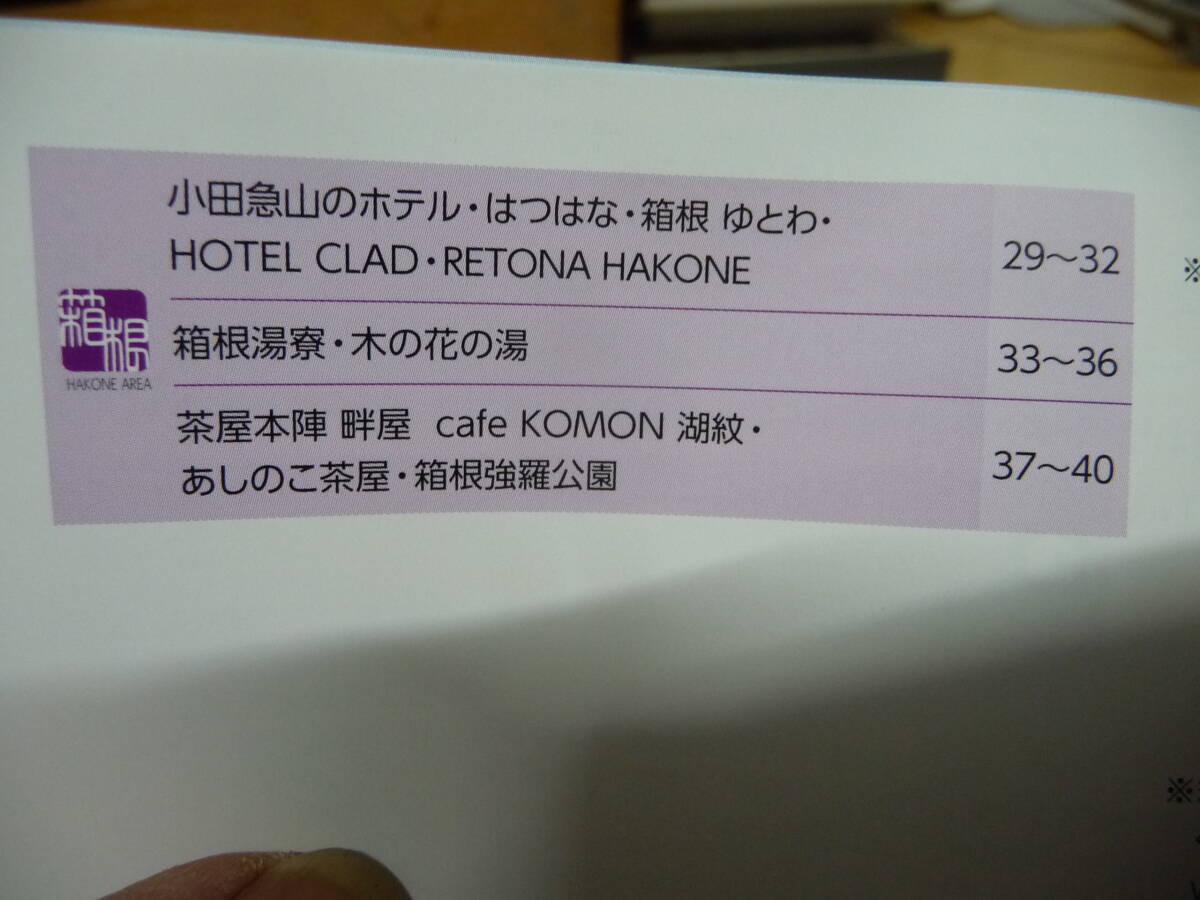 小田急山のホテル・はつはな・箱根 ゆとわ・
HOTEL CLAD・RETONA HAKONE
29～32
箱根
HAKONE AREA
箱根湯寮・木の花の湯
33～36
茶屋本陣 畔屋 cafe KOMON 湖紋・
あしのこ茶屋・箱根強羅公園
37～40
※
※